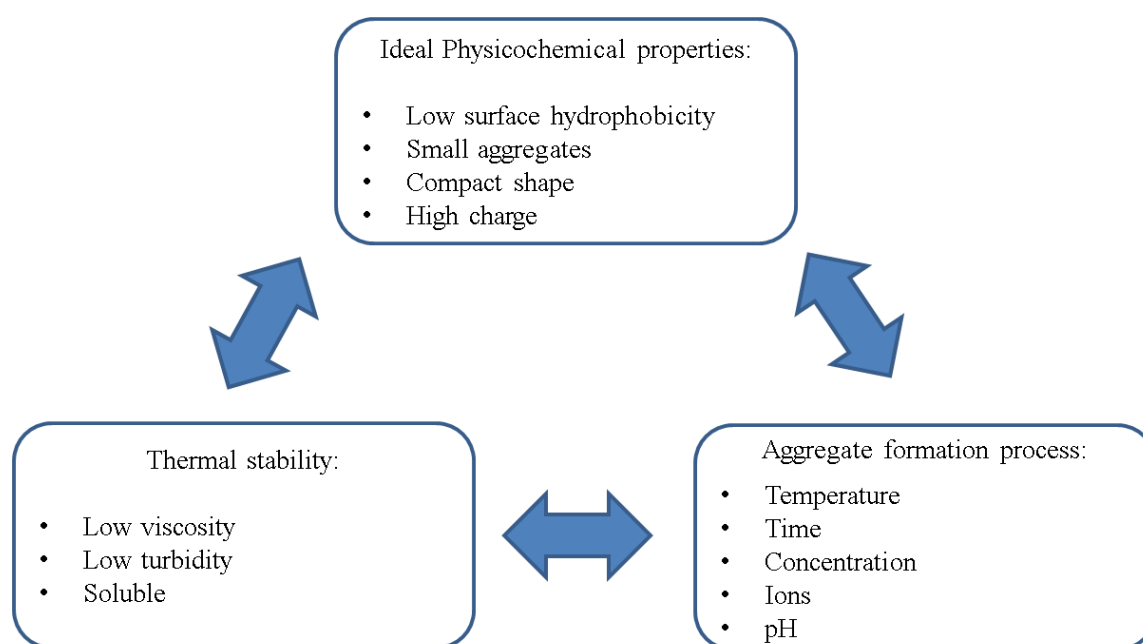 Ideal Physicochemical properties:
• Low surface hydrophobicity
• Small aggregates
• Compact shape
• High charge
Thermal stability:
• Low viscosity
• Low turbidity
• Soluble
Aggregate formation process:
• Temperature
• Time
• Concentration
• Ions
• pH